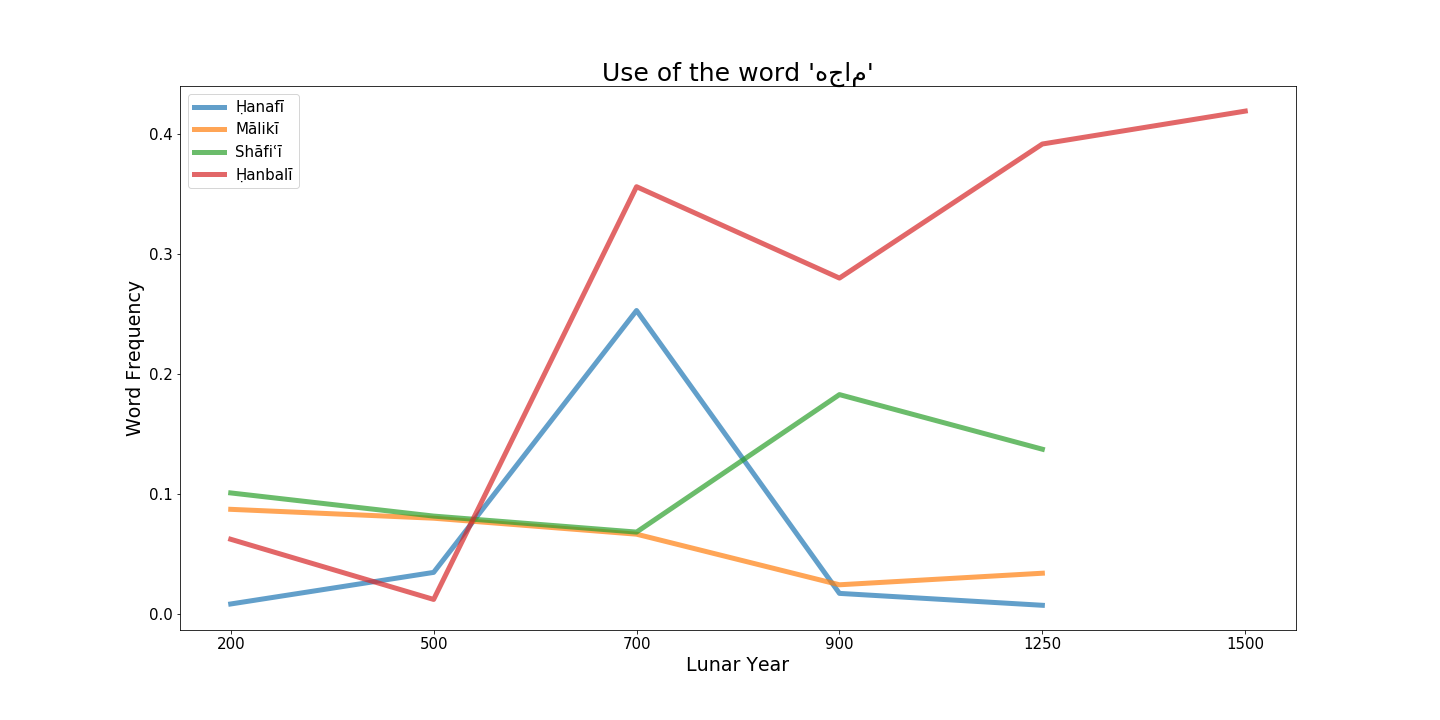 Use of the word 'ماجه'
Ḥanafī
Mālikī
Shāfiʿī
Ḥanbalī
0.4
0.3
0.2
0.1
0.0
Word Frequency
200 500 700 900 1250 1500
Lunar Year